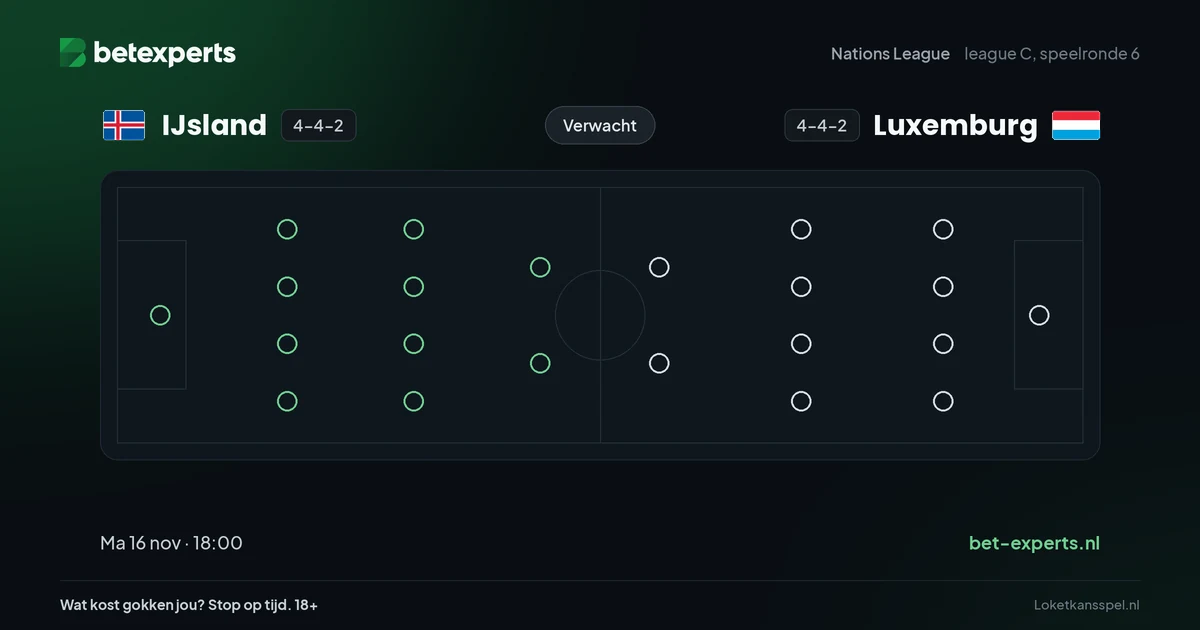 betexperts
Nations League league C, speelronde 6
IJsland 4-4-2 Verwacht 4-4-2 Luxemburg
Ma 16 nov · 18:00 bet-experts.nl
Wat kost gokken jou? Stop op tijd. 18+ Loketkansspel.nl